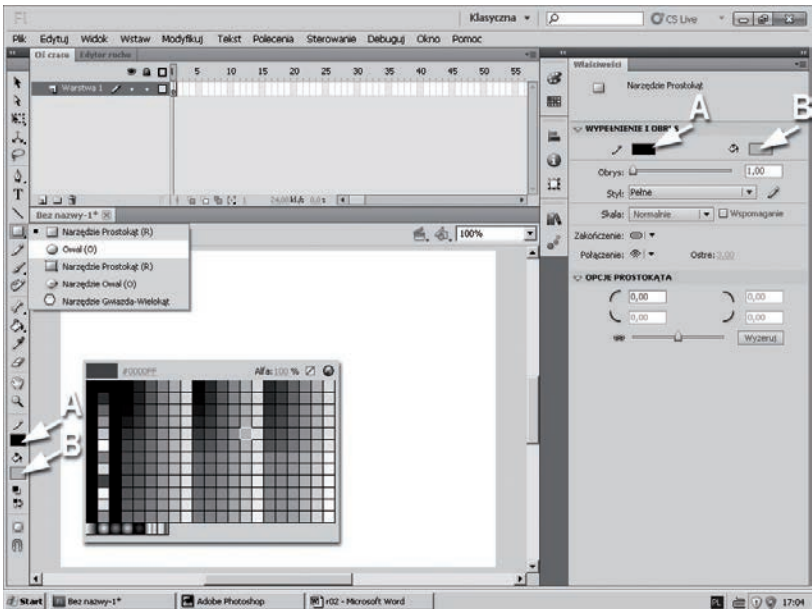 Fl
Klasyczna
CS Live
Plik Edytuj Widok Wstaw Modyfikuj Tekst Polecenia Sterowanie Debuguj Okno Pomoc
Oś czasu Edytor ruchu
1 5 10 15 20 25 30 35 40 45 50 55
Warstwa 1
24,00 kl./s 0,0 s
Bez nazwy-1*
100%
Narzędzie Prostokąt (R)
Owal (O)
Narzędzie Prostokąt (R)
Narzędzie Owal (O)
Narzędzie Gwiazda-Wielokąt
#0000FF Alfa: 100 %
A
B
T
Właściwości
Narzędzie Prostokąt
A
B
WYPEŁNIENIE I OBRYS
Obrys: 1,00
Styl: Pełne
Skala: Normalnie Wspomaganie
Zakończenie:
Połączenie: Ostre: 3,00
OPCJE PROSTOKĄTA
0,00 0,00
0,00 0,00
Wyzeruj
Start Bez nazwy-1* Adobe Photoshop r02 - Microsoft Word PL 17:04